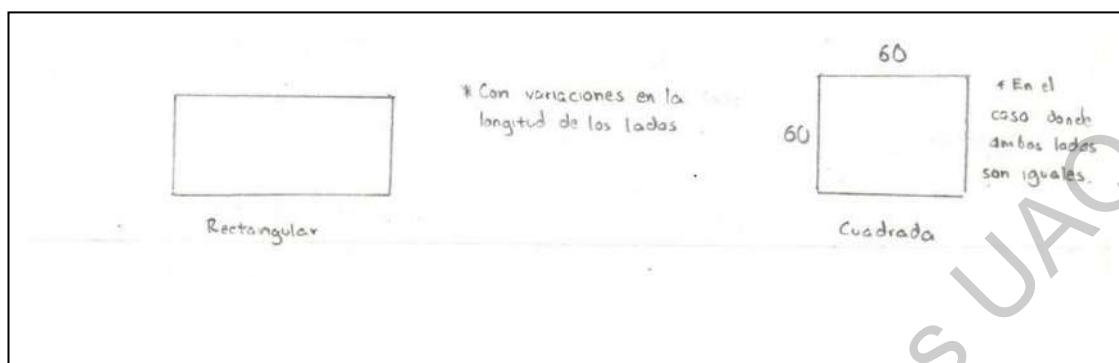 * Con variaciones en la
longitud de los lados
Rectangular
60
60
* En el
caso donde
ambos lados
son iguales.
Cuadrada
s UAQ